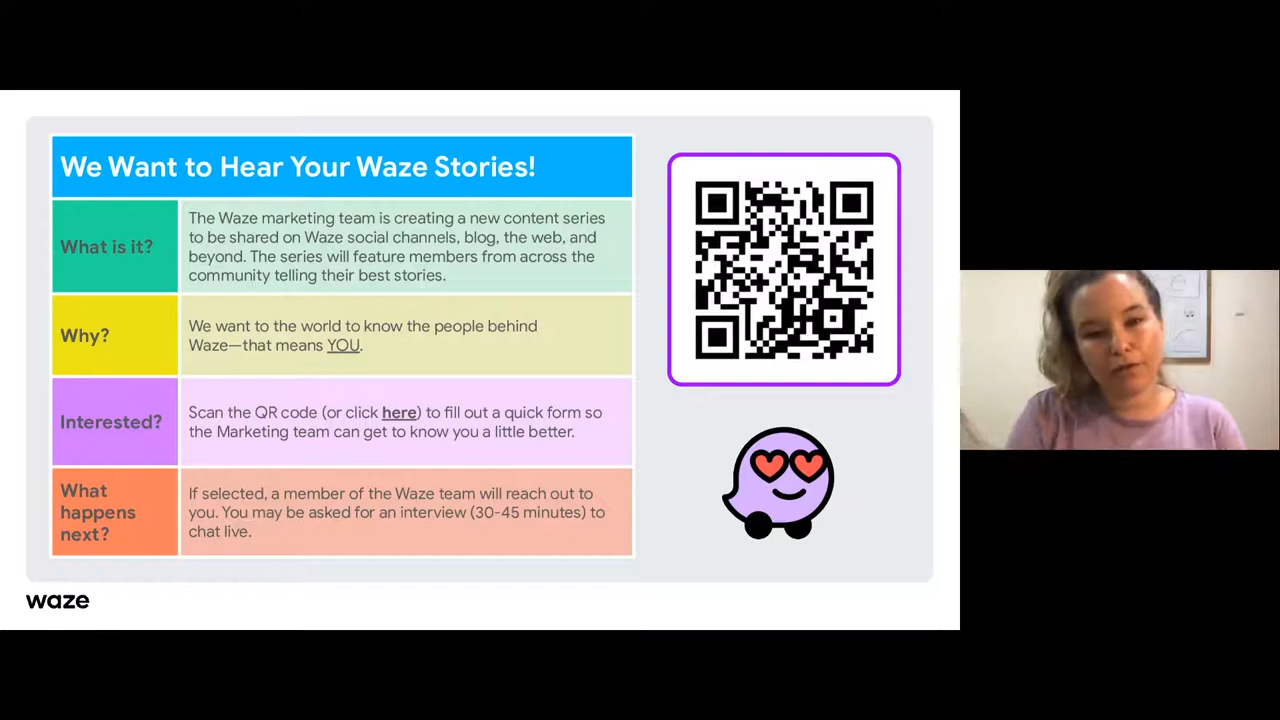 We Want to Hear Your Waze Stories!
What is it?
The Waze marketing team is creating a new content series
to be shared on Waze social channels, blog, the web, and
beyond. The series will feature members from across the
community telling their best stories.
Why?
We want to the world to know the people behind
Waze—that means YOU.
Interested?
Scan the QR code (or click here) to fill out a quick form so
the Marketing team can get to know you a little better.
What
happens
next?
If selected, a member of the Waze team will reach out to
you. You may be asked for an interview (30-45 minutes) to
chat live.
waze